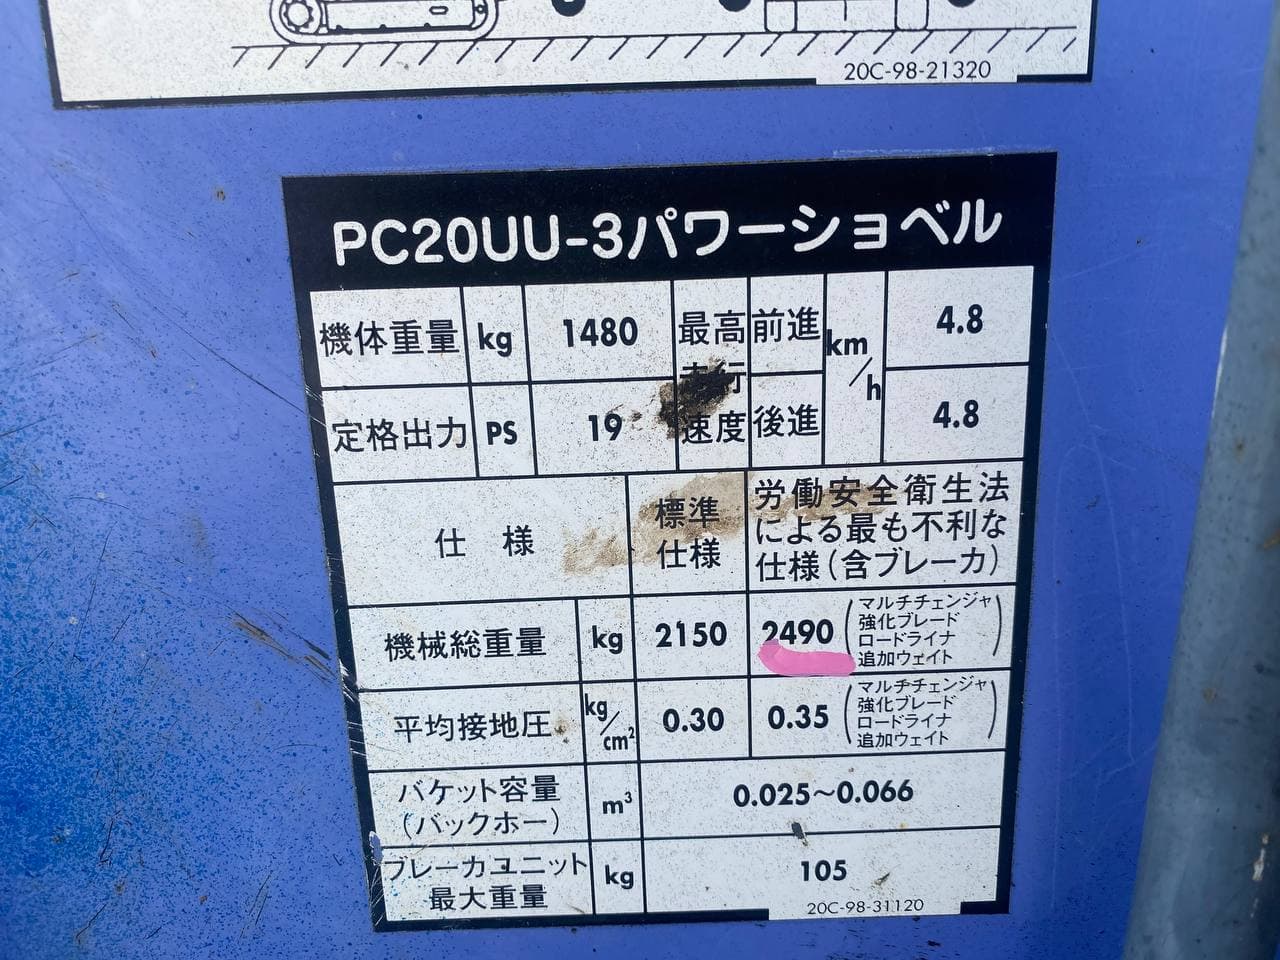 20C-98-21320
PC20UU-3パワーショベル
機体重量 kg 1480
定格出力 PS 19
最高
走行
速度
前進 km/h 4.8
後進 4.8
仕 様
標準
仕様
労働安全衛生法
による最も不利な
仕様(含ブレーカ)
機械総重量 kg 2150 2490
マルチチェンジャ
強化ブレード
ロードライナ
追加ウェイト
平均接地圧 kg/cm² 0.30 0.35
マルチチェンジャ
強化ブレード
ロードライナ
追加ウェイト
バケット容量
(バックホー)
m³ 0.025～0.066
ブレーカユニット
最大重量
kg 105
20C-98-31120